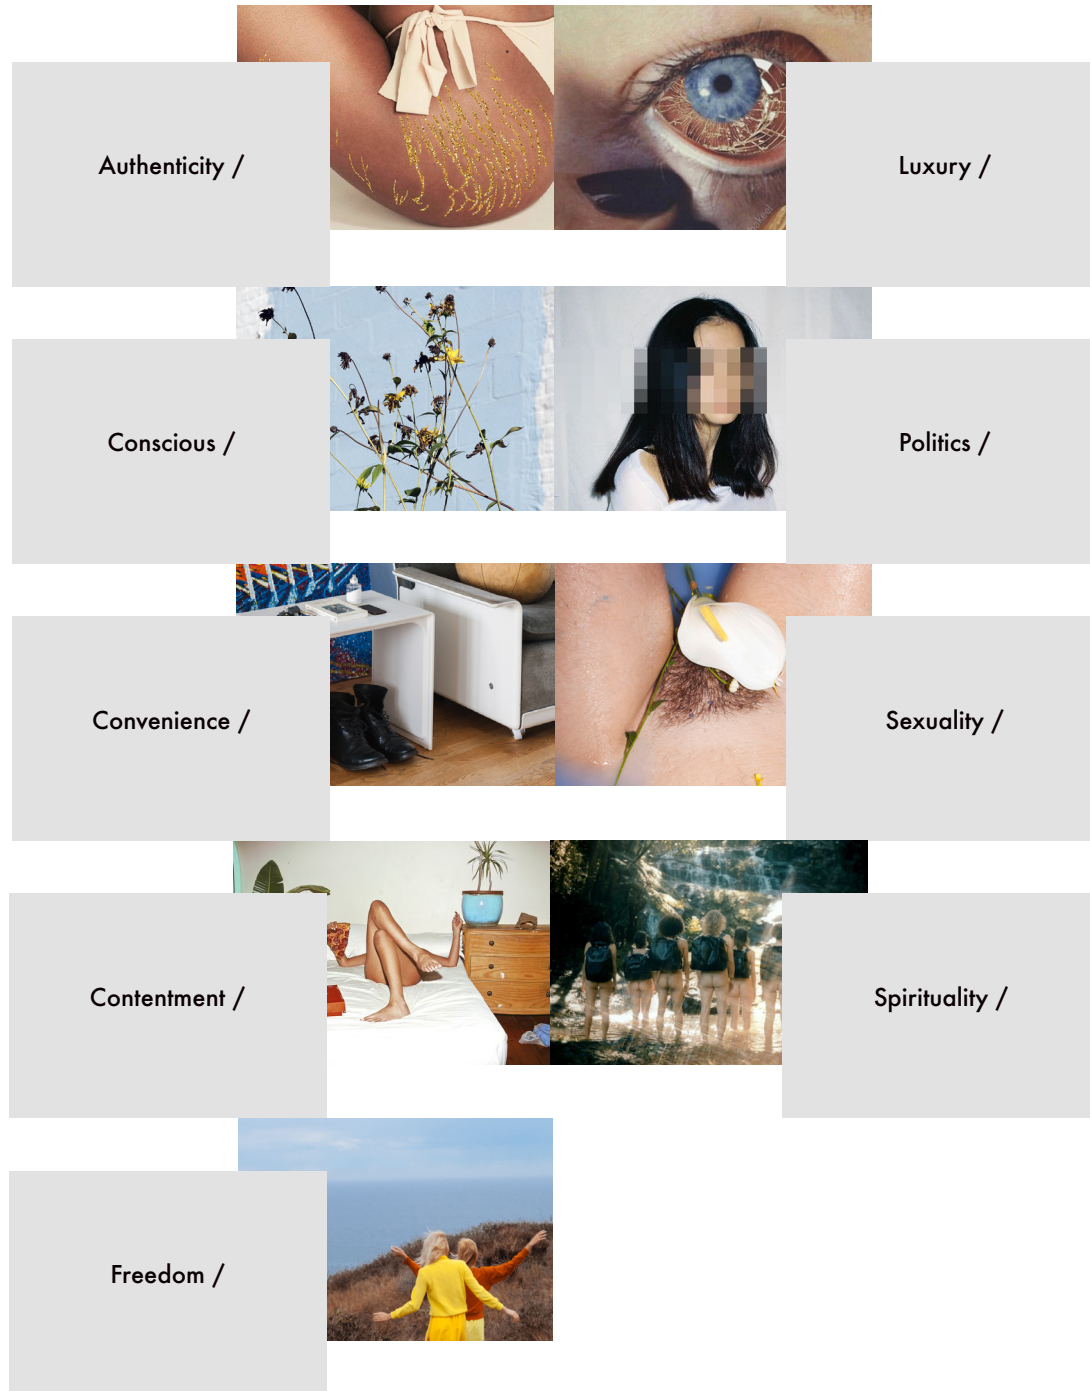 Authenticity /
Luxury /
Conscious /
Politics /
Convenience /
Sexuality /
Contentment /
Spirituality /
Freedom /